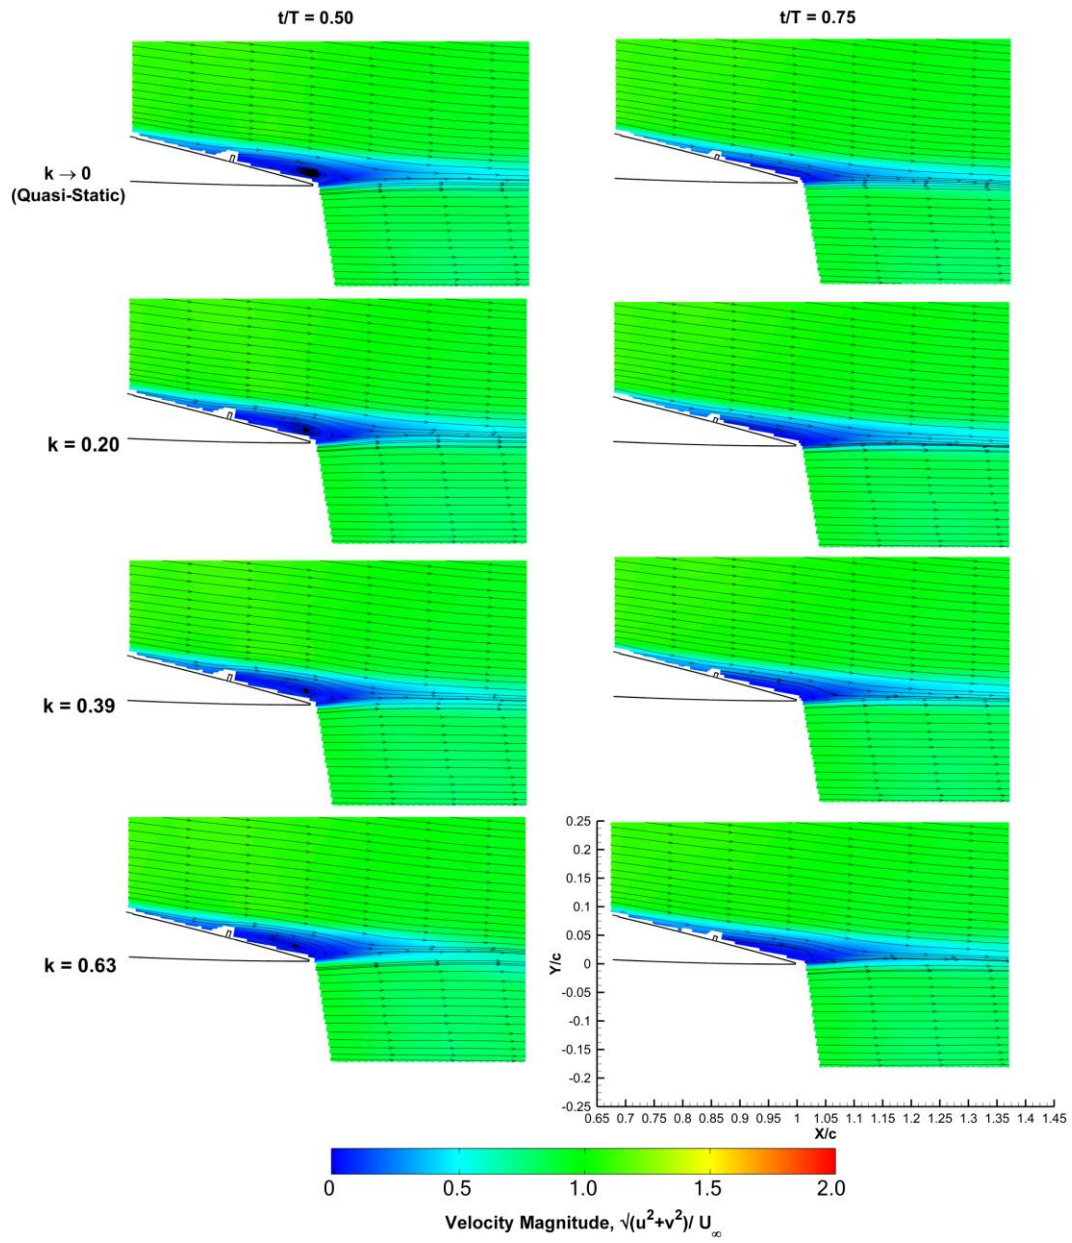 t/T = 0.50
t/T = 0.75
k → 0
(Quasi-Static)
k = 0.20
k = 0.39
k = 0.63
0.25
0.2
0.15
0.1
0.05
0
-0.05
-0.1
-0.15
-0.2
-0.25
Y/c
0.65 0.7 0.75 0.8 0.85 0.9 0.95 1 1.05 1.1 1.15 1.2 1.25 1.3 1.35 1.4 1.45
X/c
0 0.5 1.0 1.5 2.0
Velocity Magnitude, √(u²+v²)/ U∞